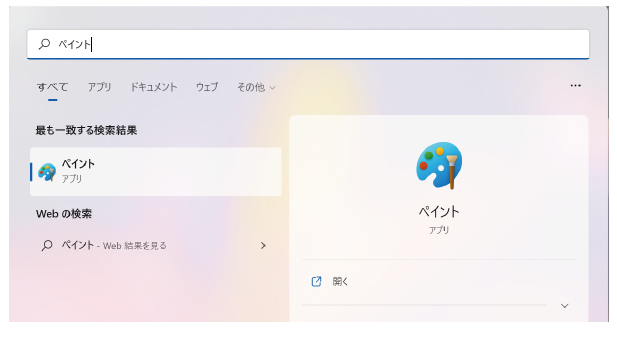 ペイント
すべて アプリ ドキュメント ウェブ その他
最も一致する検索結果
ペイント
アプリ
Web の検索
ペイント - Web 結果を見る
ペイント
アプリ
開く